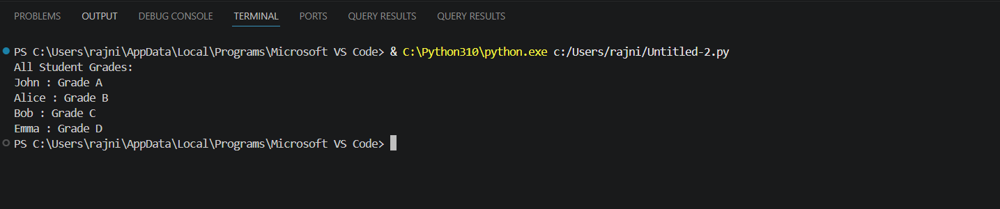 PROBLEMS OUTPUT DEBUG CONSOLE TERMINAL PORTS QUERY RESULTS QUERY RESULTS
PS C:\Users\rajni\AppData\Local\Programs\Microsoft VS Code> & C:\Python310\python.exe c:/Users/rajni/Untitled-2.py
All Student Grades:
John : Grade A
Alice : Grade B
Bob : Grade C
Emma : Grade D
PS C:\Users\rajni\AppData\Local\Programs\Microsoft VS Code>